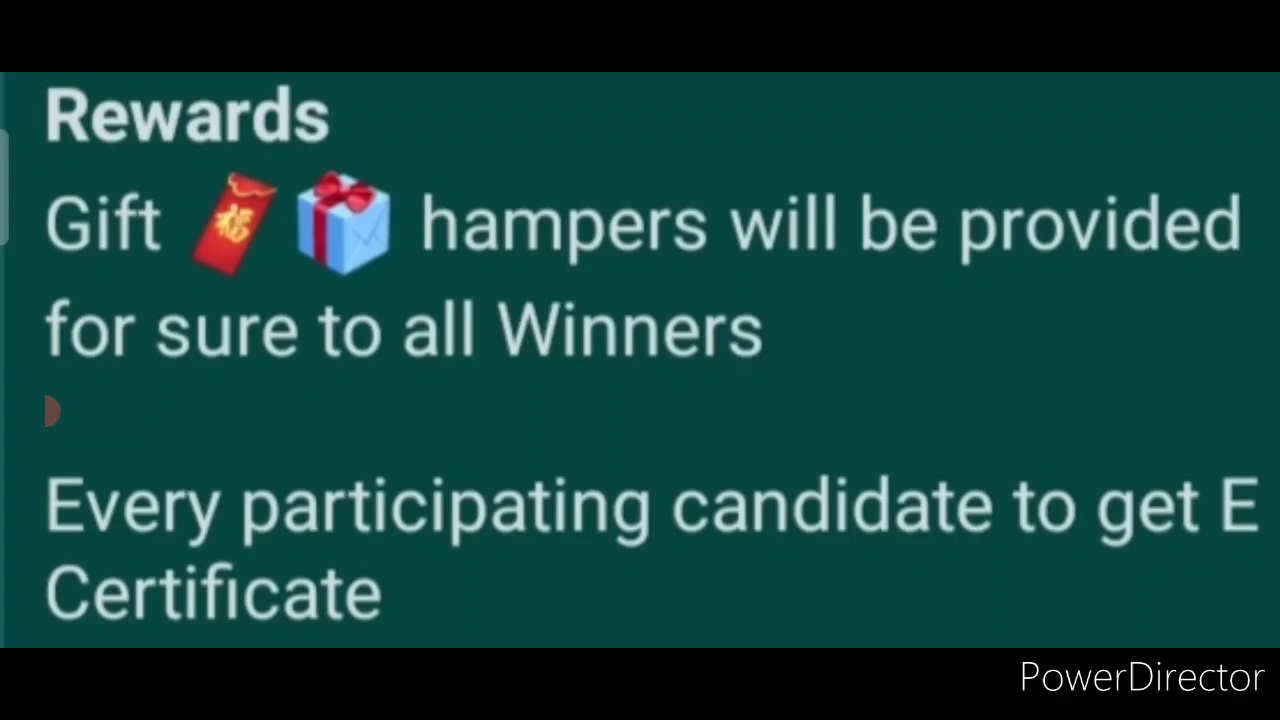 Rewards
Gift 🧧🎁 hampers will be provided
for sure to all Winners
Every participating candidate to get E
Certificate
PowerDirector